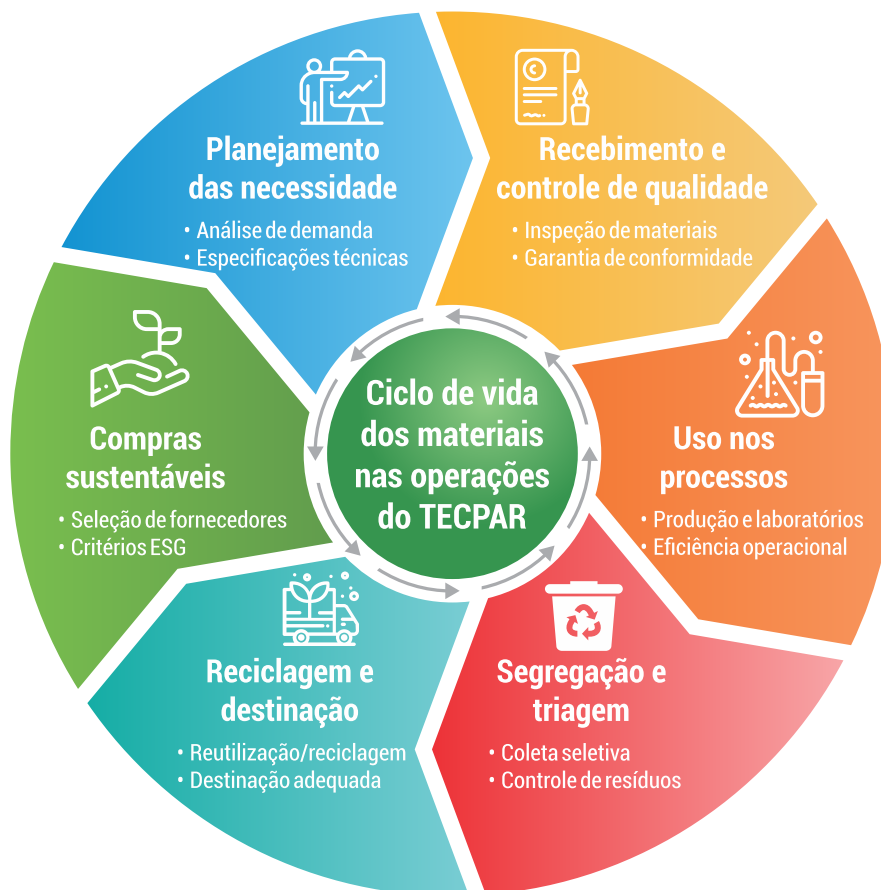 Planejamento
das necessidade
• Análise de demanda
• Especificações técnicas
Recebimento e
controle de qualidade
• Inspeção de materiais
• Garantia de conformidade
Compras
sustentáveis
• Seleção de fornecedores
• Critérios ESG
Ciclo de vida
dos materiais
nas operações
do TECPAR
Uso nos
processos
• Produção e laboratórios
• Eficiência operacional
Reciclagem e
destinação
• Reutilização/reciclagem
• Destinação adequada
Segregação e
triagem
• Coleta seletiva
• Controle de resíduos